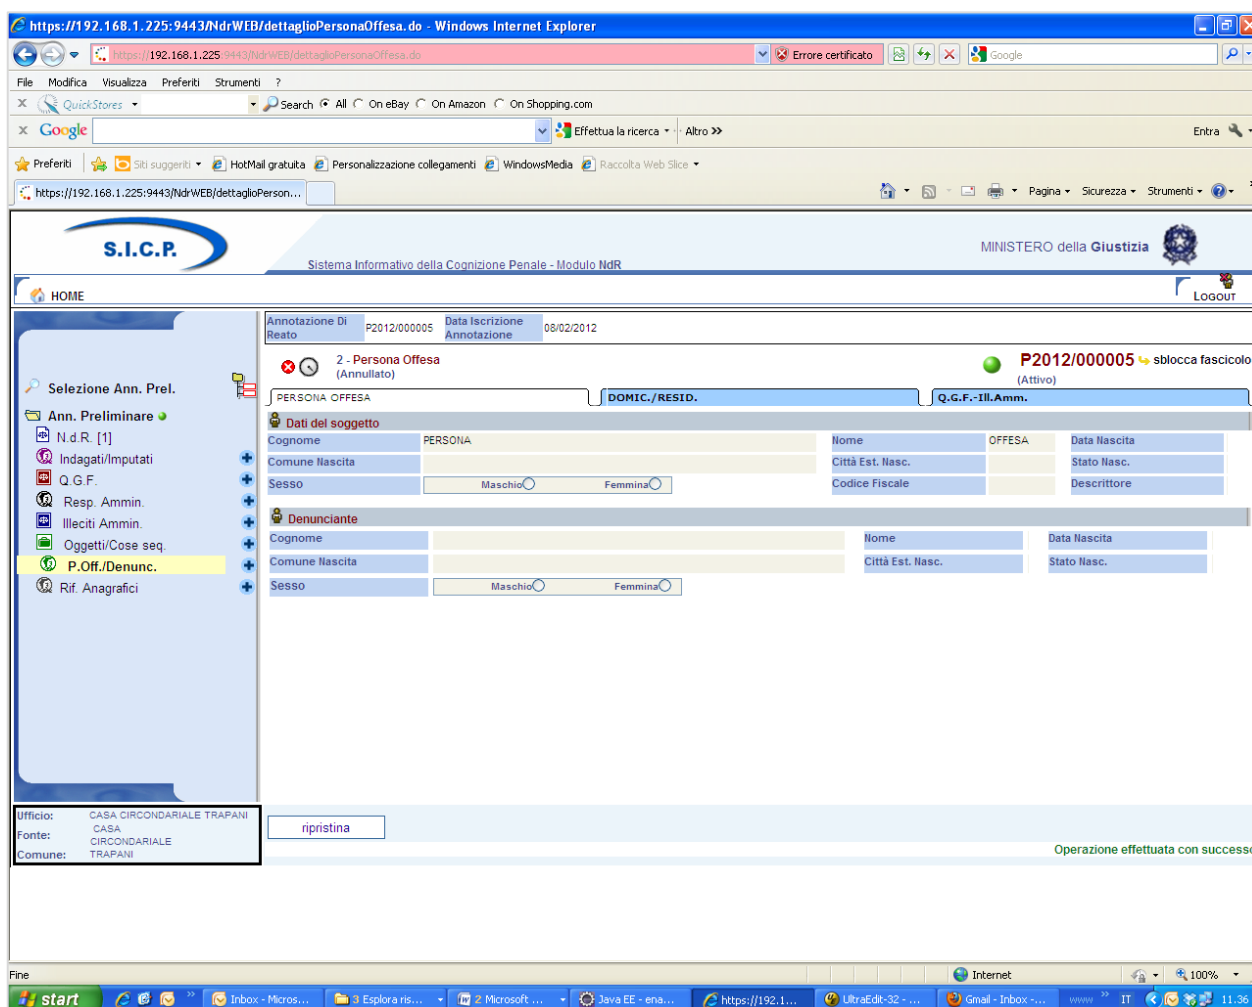 https://192.168.1.225:9443/NdrWEB/dettaglioPersonaOffesa.do - Windows Internet Explorer
https://192.168.1.225:9443/NdrWEB/dettaglioPersonaOffesa.do Errore certificato Google
File Modifica Visualizza Preferiti Strumenti ?
X QuickStores Search All On eBay On Amazon On Shopping.com
x Google Effettua la ricerca Altro >> Entra
Preferiti Siti suggeriti HotMail gratuita Personalizzazione collegamenti WindowsMedia Raccolta Web Slice
https://192.168.1.225:9443/NdrWEB/dettaglioPerson... Pagina Sicurezza Strumenti
S.I.C.P.
Sistema Informativo della Cognizione Penale - Modulo NdR
MINISTERO della Giustizia
HOME
LOGOUT
Annotazione Di Reato P2012/000005 Data Iscrizione Annotazione 08/02/2012
2 - Persona Offesa
(Annullato)
P2012/000005 sblocca fascicolo
(Attivo)
Selezione Ann. Prel.
Ann. Preliminare
N.d.R. [1]
Indagati/Imputati
Q.G.F.
Resp. Ammin.
Illeciti Ammin.
Oggetti/Cose seq.
P.Off./Denunc.
Rif. Anagrafici
PERSONA OFFESA DOMIC./RESID. Q.G.F.-Ill.Amm.
Dati del soggetto
Cognome PERSONA Nome OFFESA Data Nascita
Comune Nascita Città Est. Nasc. Stato Nasc.
Sesso Maschio Femmina Codice Fiscale Descrittore
Denunciante
Cognome Nome Data Nascita
Comune Nascita Città Est. Nasc. Stato Nasc.
Sesso Maschio Femmina
Ufficio: CASA CIRCONDARIALE TRAPANI
Fonte: CASA CIRCONDARIALE
Comune: TRAPANI
ripristina
Operazione effettuata con successo
Fine Internet 100%
start Inbox - Micros... 3 Esplora ris... 2 Microsoft ... Java EE - ena... https://192.1... UltraEdit-32 - ... Gmail - Inbox -... www >> IT 11:36